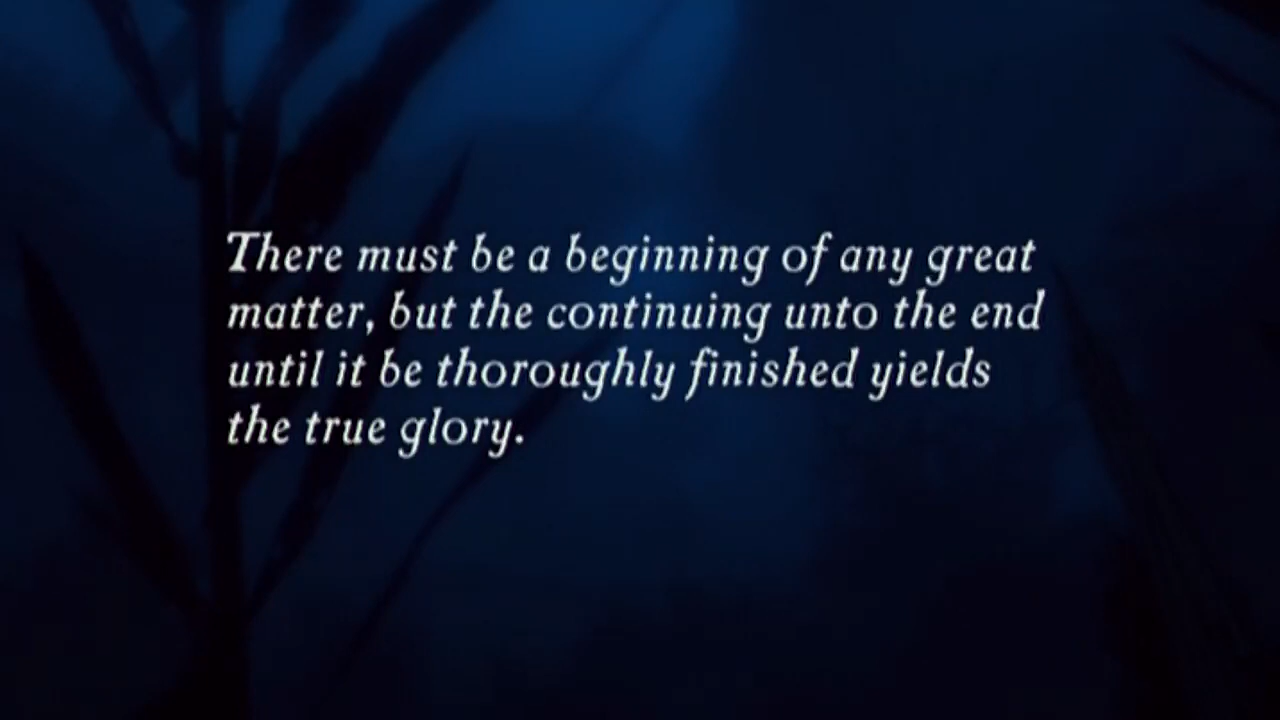 There must be a beginning of any great
matter, but the continuing unto the end
until it be thoroughly finished yields
the true glory.